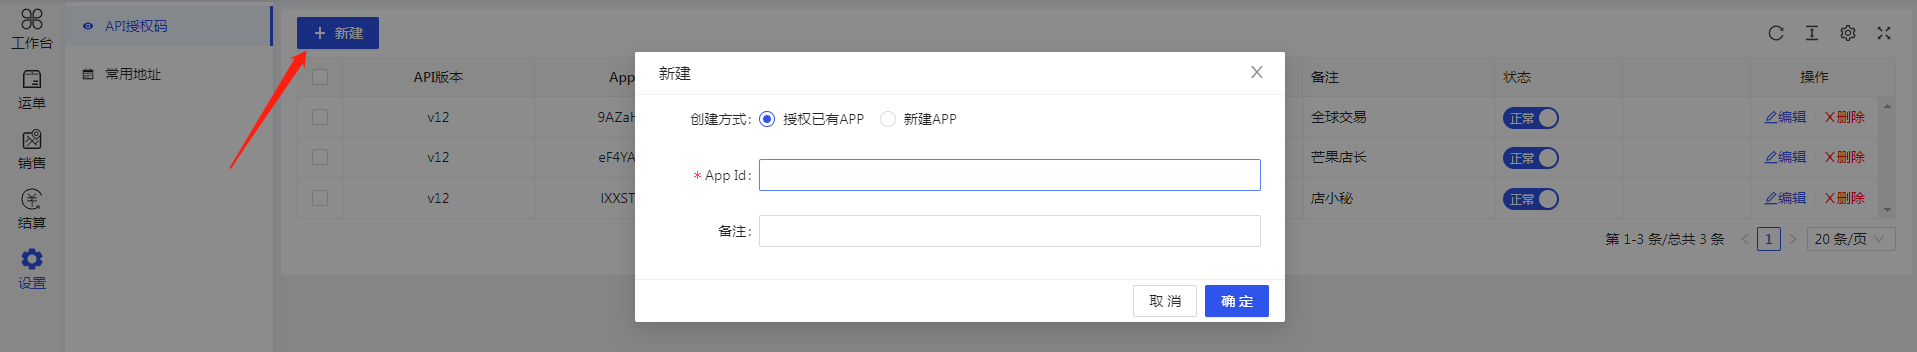 工作台
运单
销售
结算
设置
API授权码
常用地址
新建
API版本 App 备注 状态 操作
v12 9AZaH 全球交易 正常 编辑 X删除
v12 eF4YA 芒果店长 正常 编辑 X删除
v12 IXXST 店小秘 正常 编辑 X删除
第 1-3 条/总共 3 条 < 1 > 20 条/页
新建
创建方式: 授权已有APP 新建APP
* App Id:
备注:
取 消 确 定